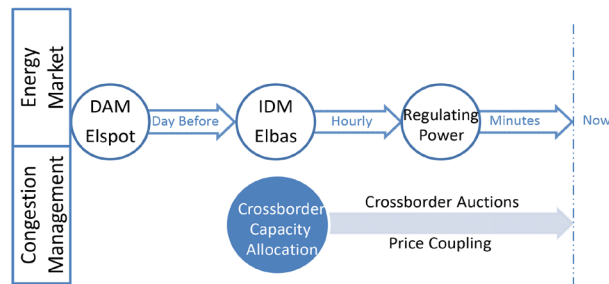 Energy
Market
DAM
Elspot
Day Before
IDM
Elbas
Hourly
Regulating
Power
Minutes
Now
Congestion
Management
Crossborder
Capacity
Allocation
Crossborder Auctions
Price Coupling